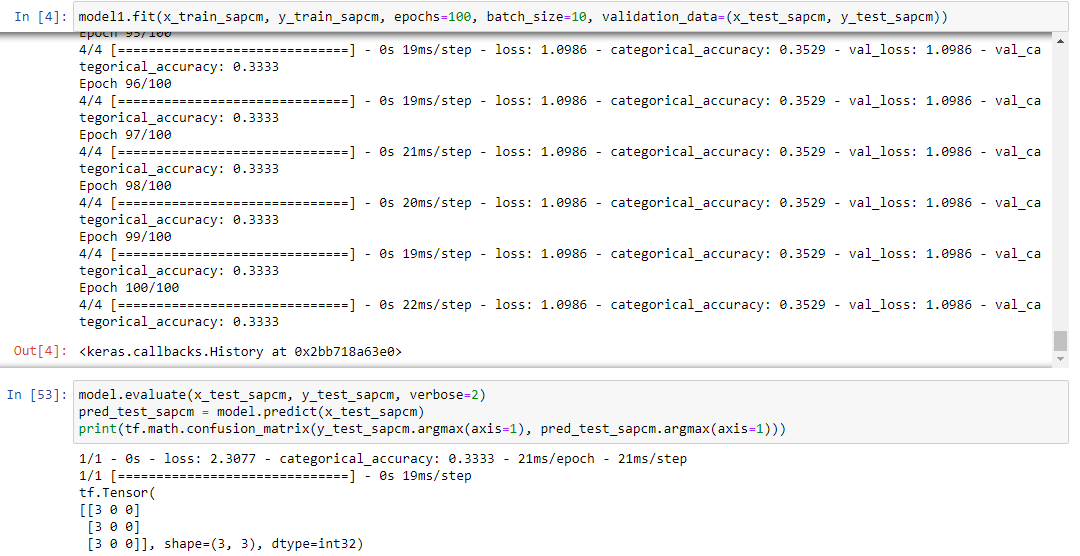 In [4]: model1.fit(x_train_sapcm, y_train_sapcm, epochs=100, batch_size=10, validation_data=(x_test_sapcm, y_test_sapcm))
Epoch 95/100
4/4 [==============================] - 0s 19ms/step - loss: 1.0986 - categorical_accuracy: 0.3529 - val_loss: 1.0986 - val_ca
tegorical_accuracy: 0.3333
Epoch 96/100
4/4 [==============================] - 0s 19ms/step - loss: 1.0986 - categorical_accuracy: 0.3529 - val_loss: 1.0986 - val_ca
tegorical_accuracy: 0.3333
Epoch 97/100
4/4 [==============================] - 0s 21ms/step - loss: 1.0986 - categorical_accuracy: 0.3529 - val_loss: 1.0986 - val_ca
tegorical_accuracy: 0.3333
Epoch 98/100
4/4 [==============================] - 0s 20ms/step - loss: 1.0986 - categorical_accuracy: 0.3529 - val_loss: 1.0986 - val_ca
tegorical_accuracy: 0.3333
Epoch 99/100
4/4 [==============================] - 0s 19ms/step - loss: 1.0986 - categorical_accuracy: 0.3529 - val_loss: 1.0986 - val_ca
tegorical_accuracy: 0.3333
Epoch 100/100
4/4 [==============================] - 0s 22ms/step - loss: 1.0986 - categorical_accuracy: 0.3529 - val_loss: 1.0986 - val_ca
tegorical_accuracy: 0.3333
Out[4]: <keras.callbacks.History at 0x2bb718a63e0>
In [53]: model.evaluate(x_test_sapcm, y_test_sapcm, verbose=2)
pred_test_sapcm = model.predict(x_test_sapcm)
print(tf.math.confusion_matrix(y_test_sapcm.argmax(axis=1), pred_test_sapcm.argmax(axis=1)))
1/1 - 0s - loss: 2.3077 - categorical_accuracy: 0.3333 - 21ms/epoch - 21ms/step
1/1 [==============================] - 0s 19ms/step
tf.Tensor(
[[3 0 0]
[3 0 0]
[3 0 0]], shape=(3, 3), dtype=int32)